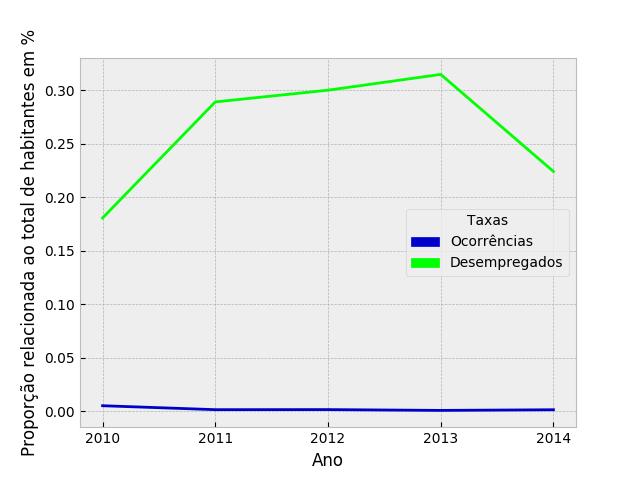 Proporção relacionada ao total de habitantes em %
0.30
0.25
0.20
0.15
0.10
0.05
0.00
Taxas
Ocorrências
Desempregados
2010 2011 2012 2013 2014
Ano